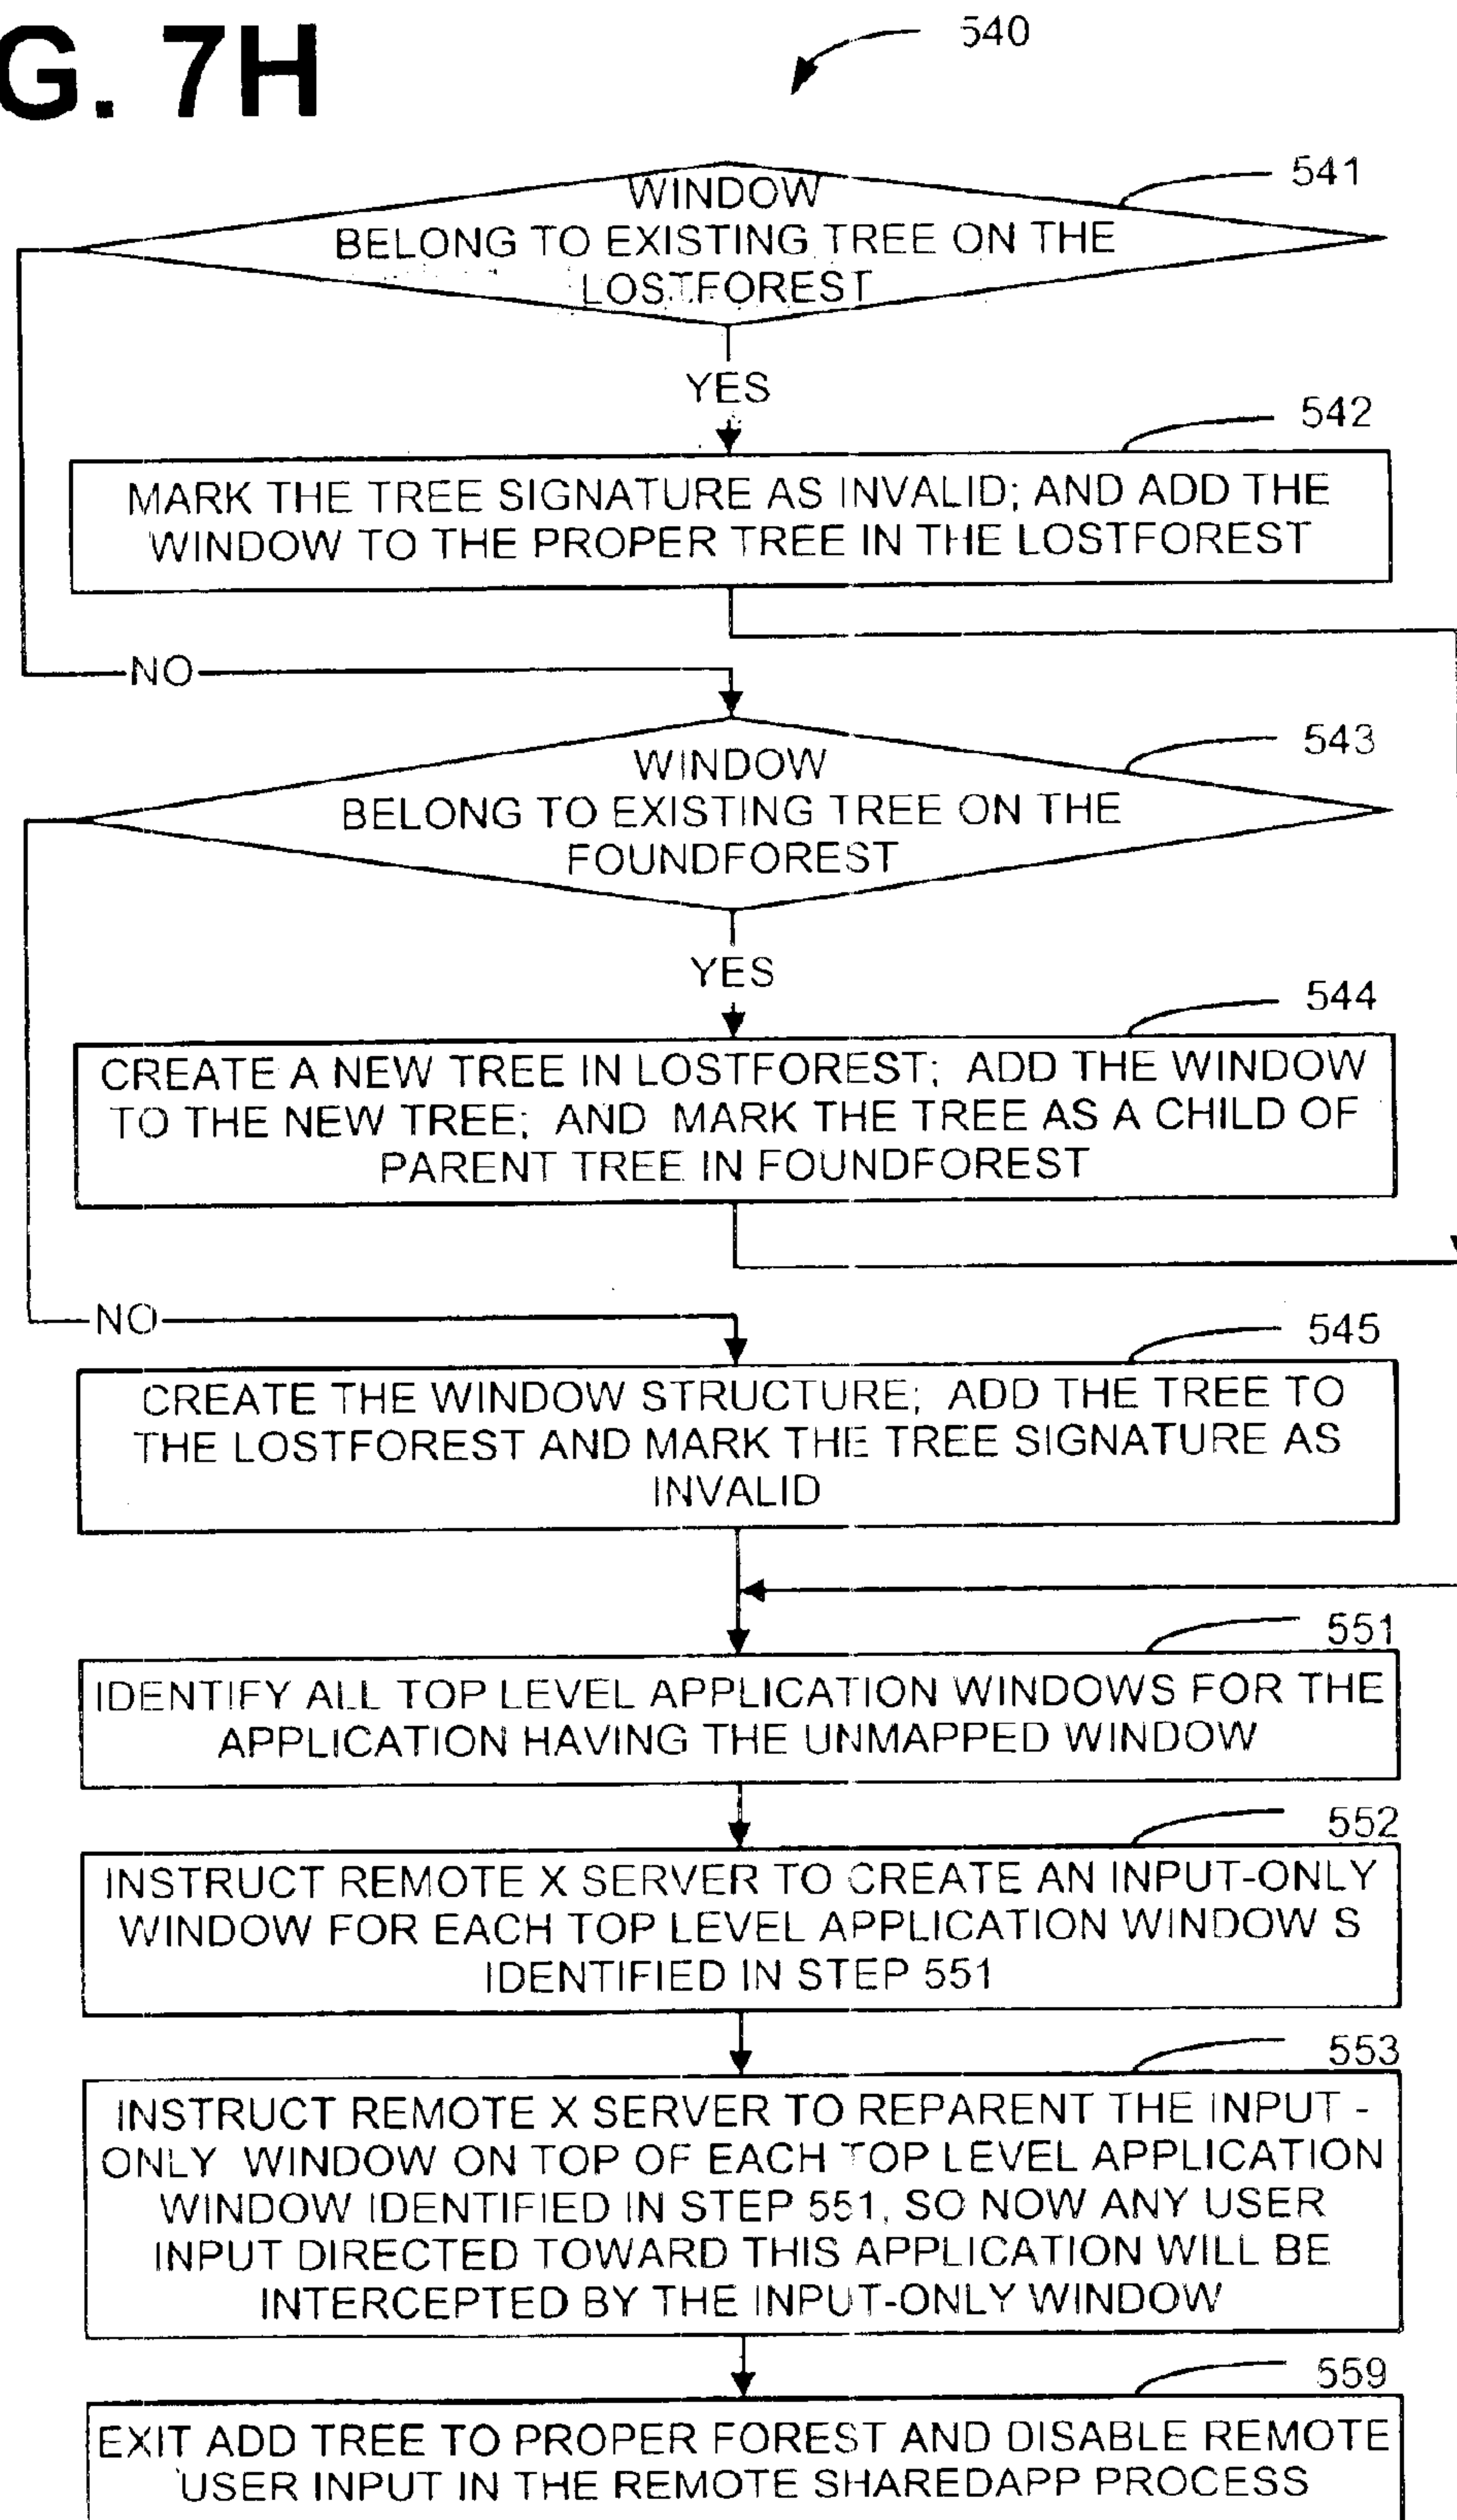 G. 7H
540
541
WINDOW
BELONG TO EXISTING TREE ON THE
LOSTFOREST
YES
542
MARK THE TREE SIGNATURE AS INVALID; AND ADD THE
WINDOW TO THE PROPER TREE IN THE LOSTFOREST
NO
543
WINDOW
BELONG TO EXISTING TREE ON THE
FOUNDFOREST
YES
544
CREATE A NEW TREE IN LOSTFOREST; ADD THE WINDOW
TO THE NEW TREE; AND MARK THE TREE AS A CHILD OF
PARENT TREE IN FOUNDFOREST
NO
545
CREATE THE WINDOW STRUCTURE; ADD THE TREE TO
THE LOSTFOREST AND MARK THE TREE SIGNATURE AS
INVALID
551
IDENTIFY ALL TOP LEVEL APPLICATION WINDOWS FOR THE
APPLICATION HAVING THE UNMAPPED WINDOW
552
INSTRUCT REMOTE X SERVER TO CREATE AN INPUT-ONLY
WINDOW FOR EACH TOP LEVEL APPLICATION WINDOW S
IDENTIFIED IN STEP 551
553
INSTRUCT REMOTE X SERVER TO REPARENT THE INPUT -
ONLY WINDOW ON TOP OF EACH TOP LEVEL APPLICATION
WINDOW IDENTIFIED IN STEP 551, SO NOW ANY USER
INPUT DIRECTED TOWARD THIS APPLICATION WILL BE
INTERCEPTED BY THE INPUT-ONLY WINDOW
559
EXIT ADD TREE TO PROPER FOREST AND DISABLE REMOTE
USER INPUT IN THE REMOTE SHAREDAPP PROCESS